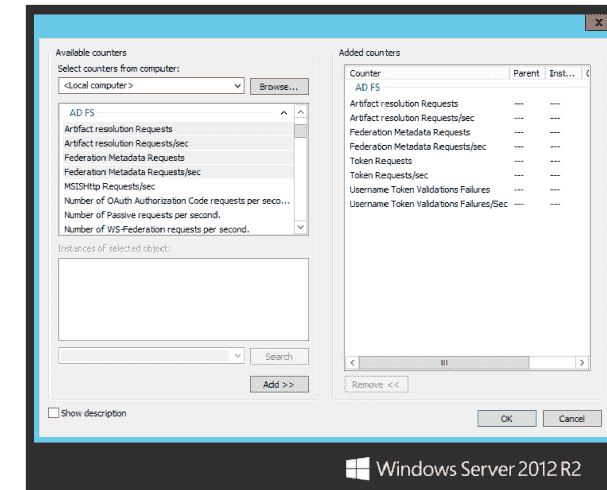 x
Available counters
Select counters from computer:
<Local computer>
Browse...
AD FS
Artifact resolution Requests
Artifact resolution Requests/sec
Federation Metadata Requests
Federation Metadata Requests/sec
MSISHttp Requests/sec
Number of OAuth Authorization Code requests per seco...
Number of Passive requests per second.
Number of WS-Federation requests per second.
Instances of selected object:
Search
Add >>
Show description
Added counters
Counter Parent Inst...
AD FS
Artifact resolution Requests --- ---
Artifact resolution Requests/sec --- ---
Federation Metadata Requests --- ---
Federation Metadata Requests/sec --- ---
Token Requests --- ---
Token Requests/sec --- ---
Username Token Validations Failures --- ---
Username Token Validations Failures/Sec --- ---
Remove <<
OK Cancel
Windows Server 2012 R2